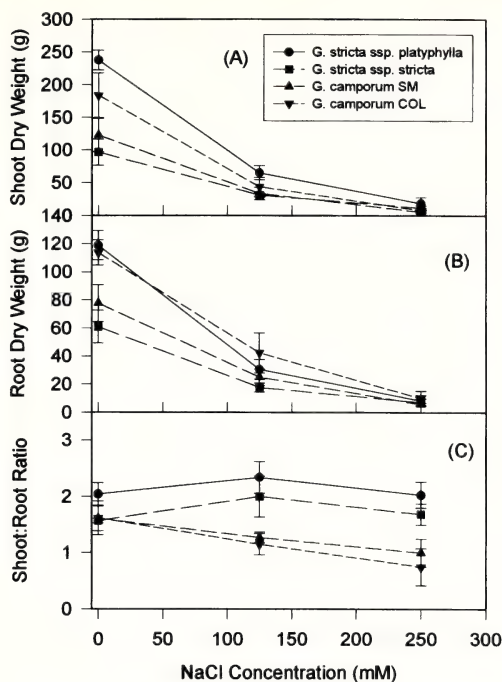 (A)
G. stricta ssp. platyphylla
G. stricta ssp. stricta
G. camporum SM
G. camporum COL
Shoot Dry Weight (g)
300
250
200
150
100
50
140
(B)
Root Dry Weight (g)
120
100
80
60
40
20
0
(C)
Shoot:Root Ratio
3
2
1
0
0 50 100 150 200 250 300
NaCl Concentration (mM)